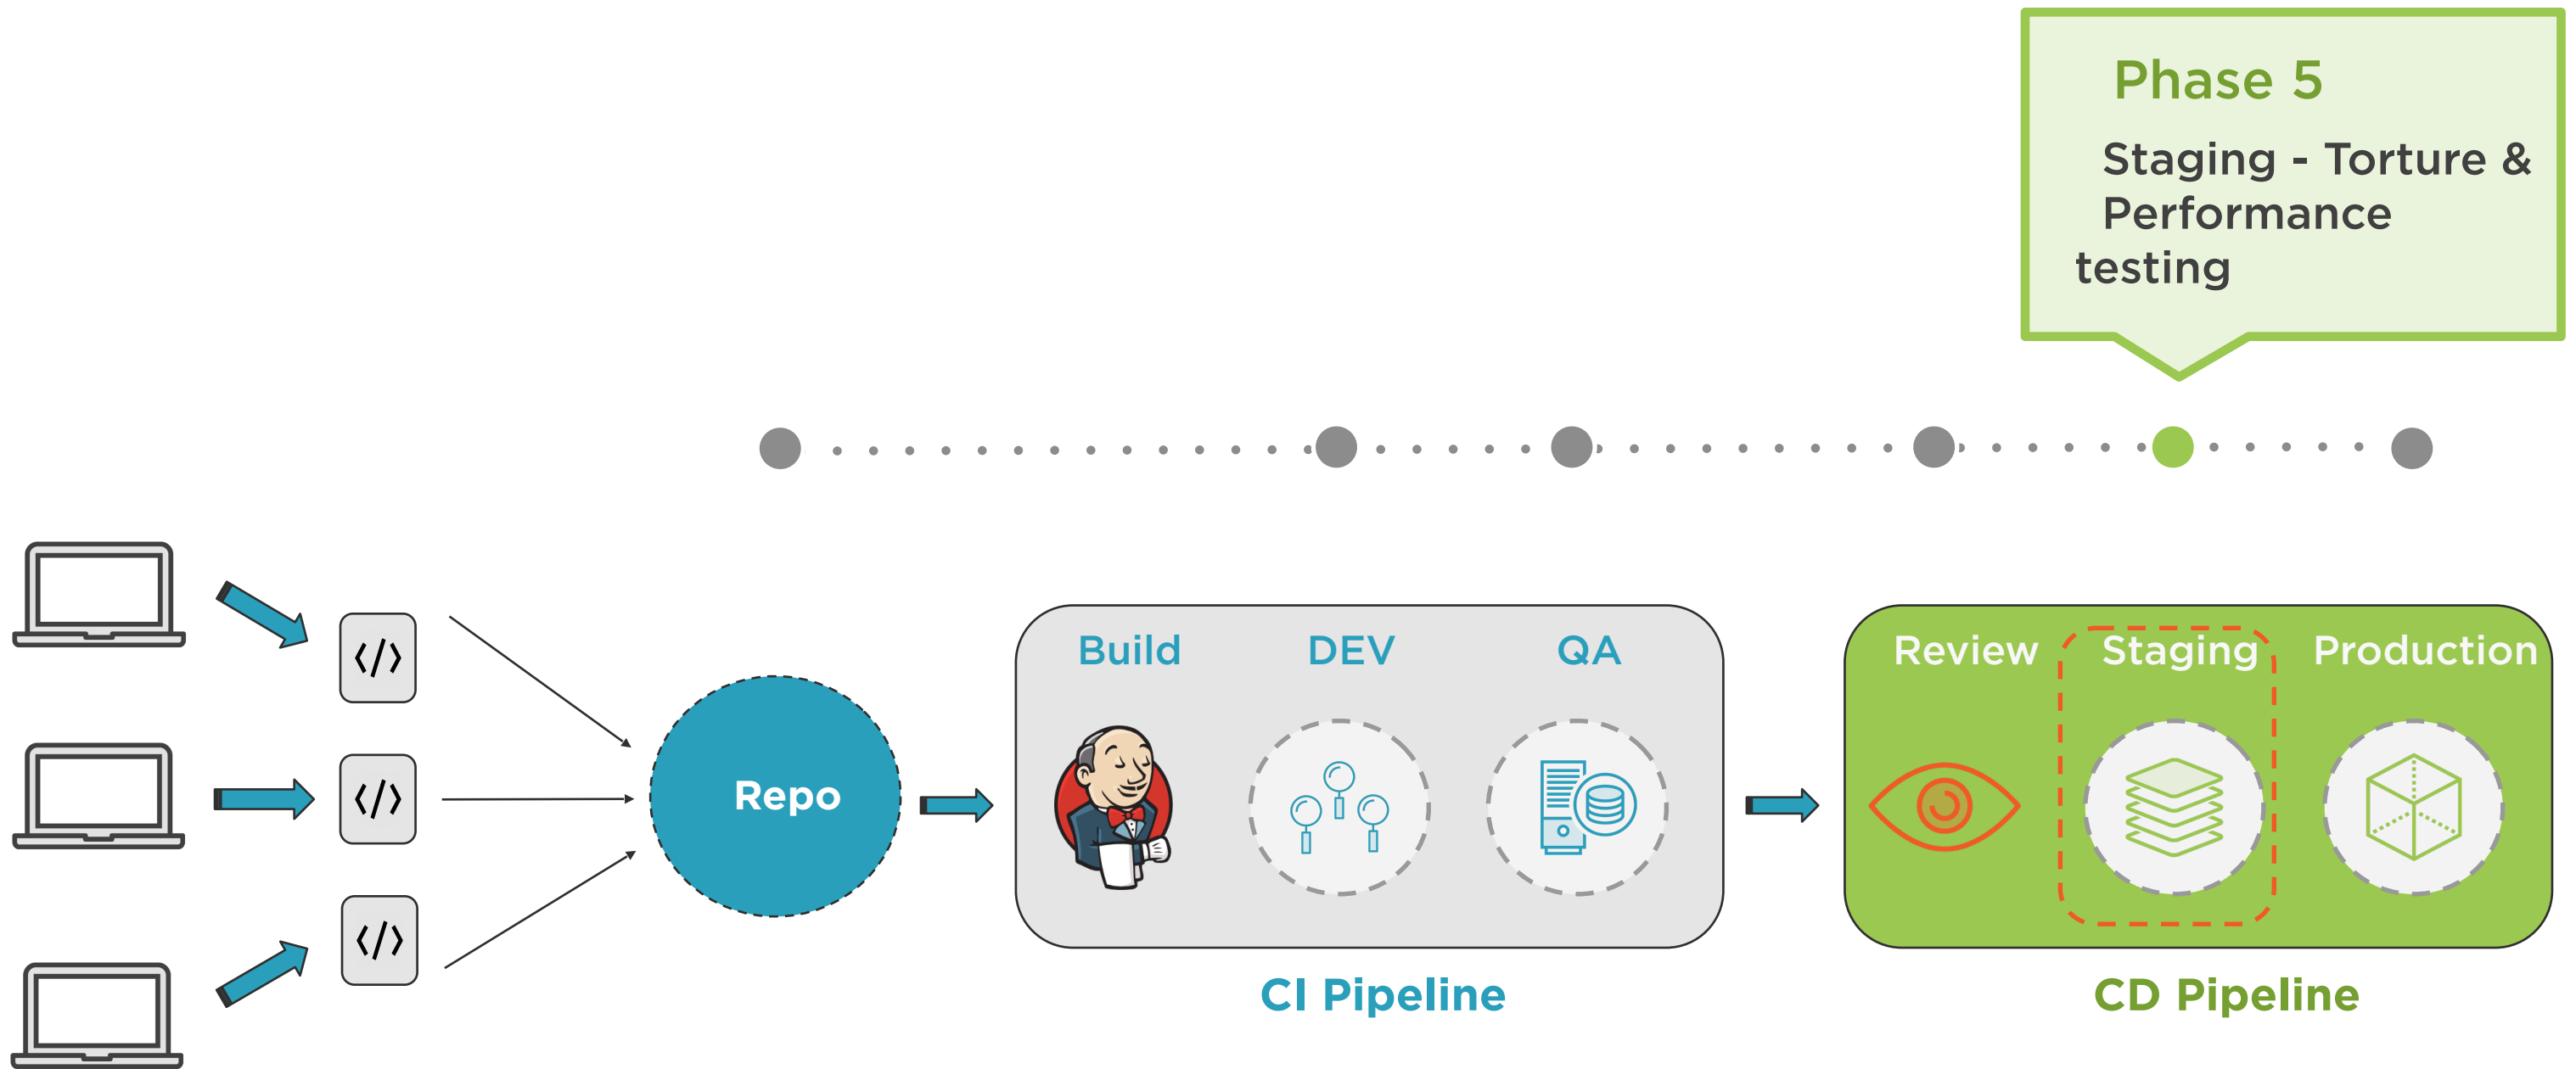 Phase 5
Staging - Torture &
Performance
testing
</>
</>
</>
Repo
Build
DEV
QA
Review
Staging
Production
CI Pipeline
CD Pipeline